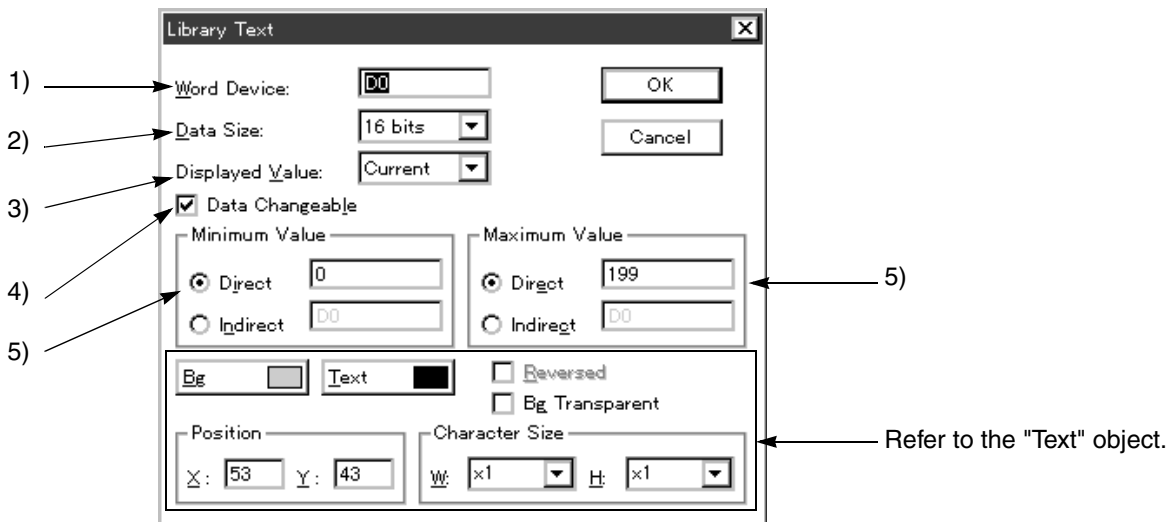 Library Text
1) Word Device: D0 OK
2) Data Size: 16 bits Cancel
3) Displayed Value: Current
4) Data Changeable
Minimum Value Maximum Value
5) Direct 0 Direct 199 5)
Indirect D0 Indirect D0
Bg Text Reversed
Bg Transparent
Position Character Size
X: 53 Y: 43 W: ×1 H: ×1
Refer to the "Text" object.